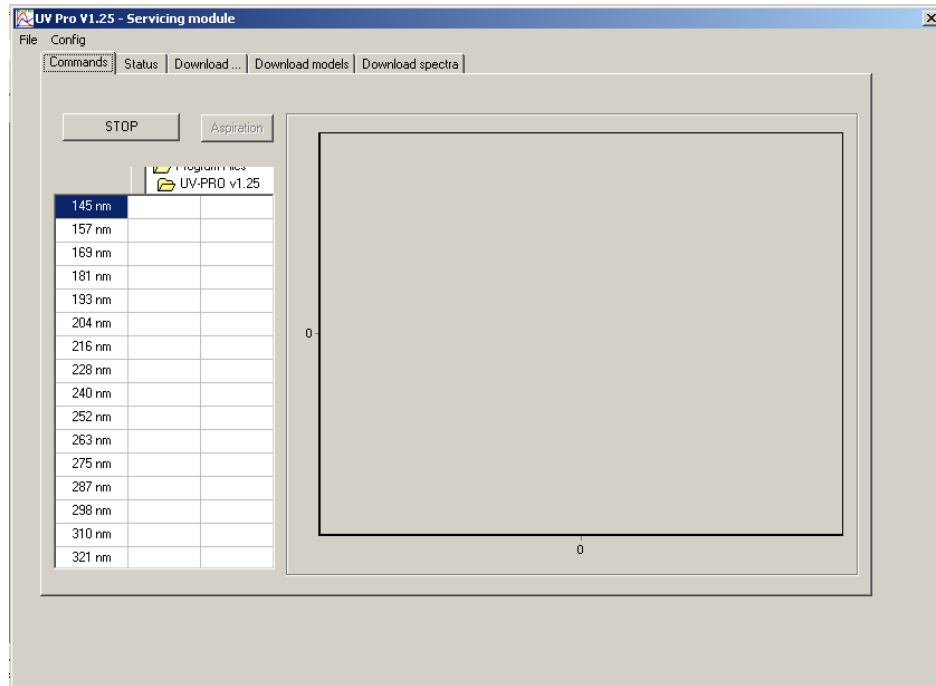 UV Pro V1.25 - Servicing module
File Config
Commands Status Download ... Download models Download spectra
STOP Aspiration
Program Files
UV-PRO v1.25
145 nm
157 nm
169 nm
181 nm
193 nm
204 nm
216 nm
228 nm
240 nm
252 nm
263 nm
275 nm
287 nm
298 nm
310 nm
321 nm
0
0